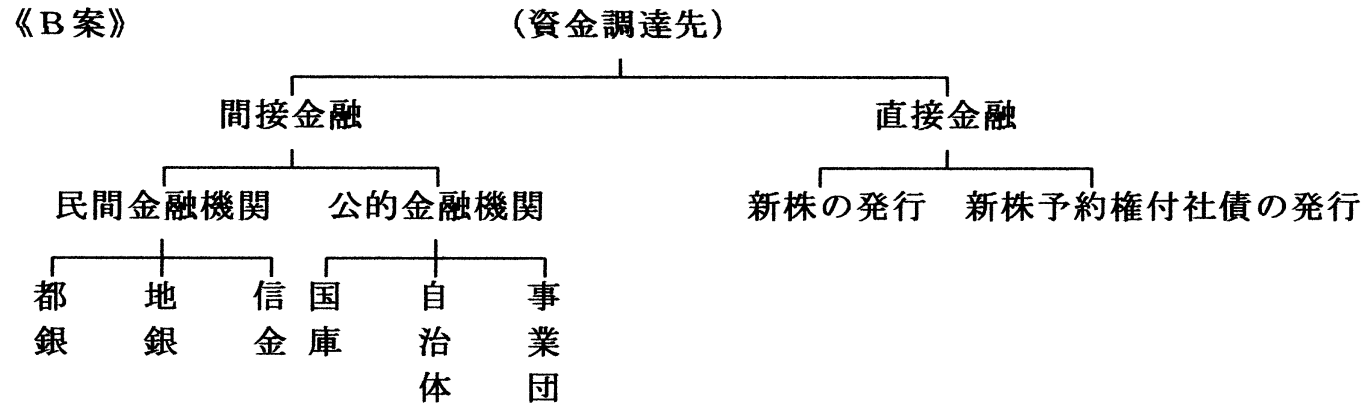 《B案》
(資金調達先)
間接金融
直接金融
民間金融機関
公的金融機関
新株の発行
新株予約権付社債の発行
都銀
地銀
信金
国庫
自治体
事業団